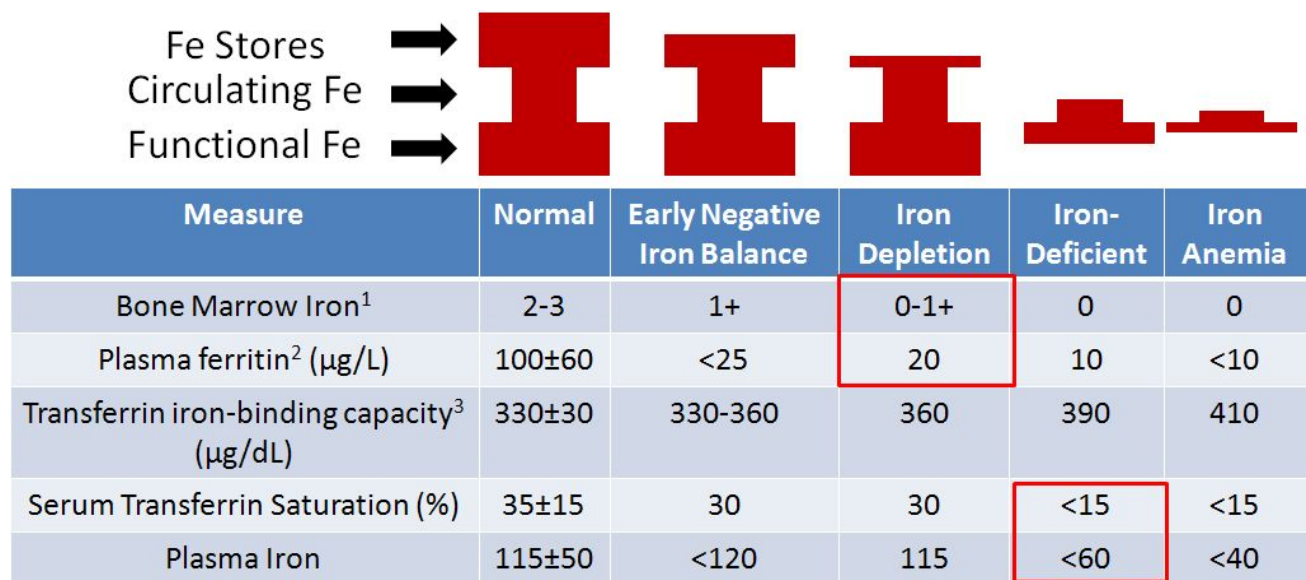 Fe Stores
Circulating Fe
Functional Fe
Measure Normal Early Negative Iron Balance Iron Depletion Iron-Deficient Iron Anemia
Bone Marrow Iron¹ 2-3 1+ 0-1+ 0 0
Plasma ferritin² (µg/L) 100±60 <25 20 10 <10
Transferrin iron-binding capacity³ (µg/dL) 330±30 330-360 360 390 410
Serum Transferrin Saturation (%) 35±15 30 30 <15 <15
Plasma Iron 115±50 <120 115 <60 <40